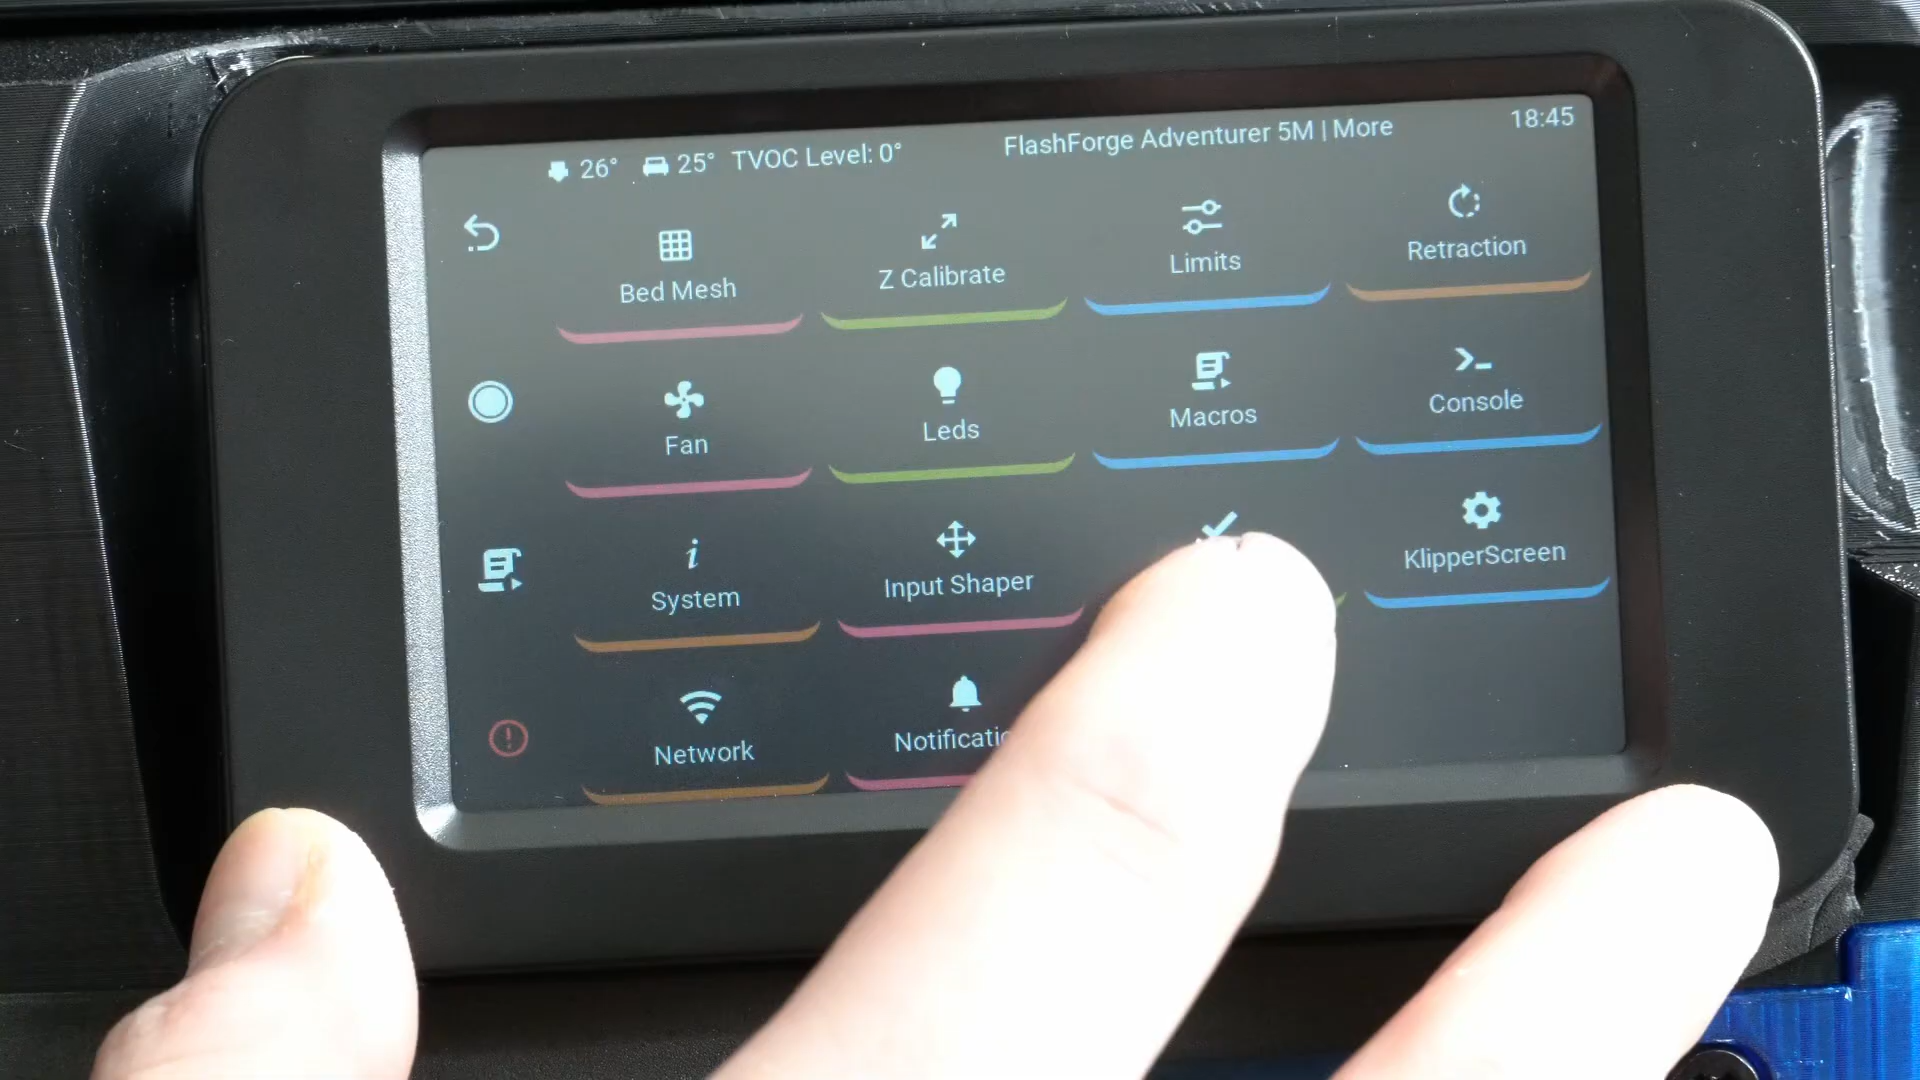 26° 25° TVOC Level: 0° FlashForge Adventurer 5M | More 18:45
Bed Mesh Z Calibrate Limits Retraction
Fan Leds Macros Console
System Input Shaper KlipperScreen
Network